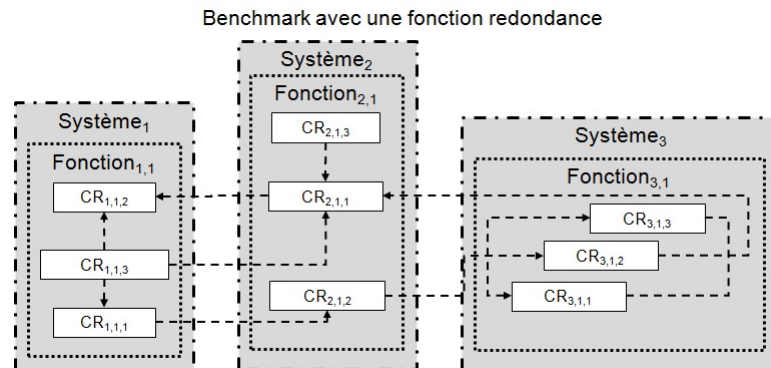 Benchmark avec une fonction redondance
Système1
Fonction1,1
CR1,1,2
CR1,1,3
CR1,1,1
Système2
Fonction2,1
CR2,1,3
CR2,1,1
CR2,1,2
Système3
Fonction3,1
CR3,1,3
CR3,1,2
CR3,1,1